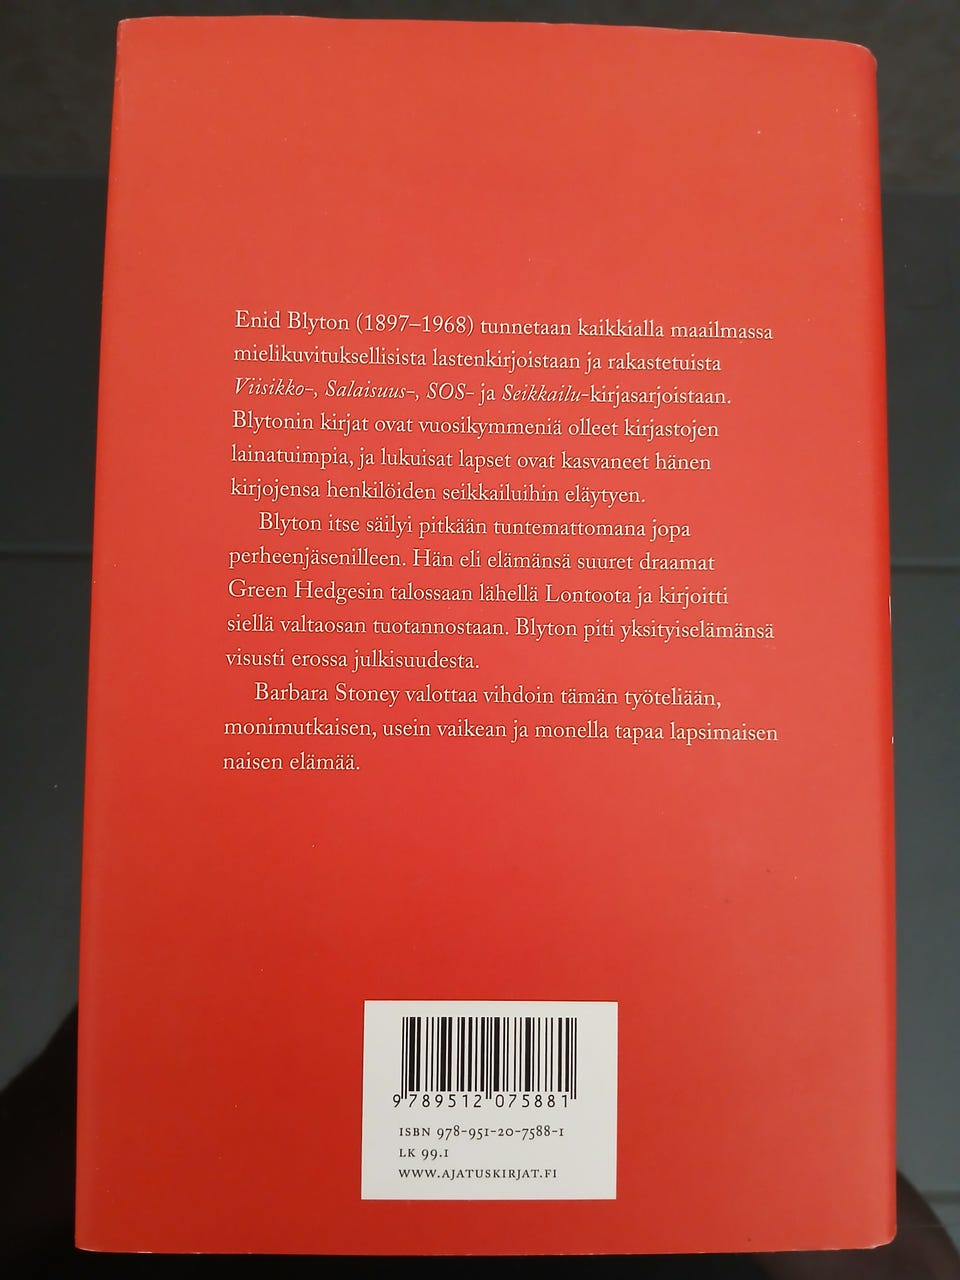 Enid Blyton (1897–1968) tunnetaan kaikkialla maailmassa
mielikuvituksellisista lastenkirjoistaan ja rakastetuista
Viisikko-, Salaisuus-, SOS- ja Seikkailu-kirjasarjoistaan.
Blytonin kirjat ovat vuosikymmeniä olleet kirjastojen
lainatuimpia, ja lukuisat lapset ovat kasvaneet hänen
kirjojensa henkilöiden seikkailuihin eläytyen.
Blyton itse säilyi pitkään tuntemattomana jopa
perheenjäsenilleen. Hän eli elämänsä suuret draamat
Green Hedgesin talossaan lähellä Lontoota ja kirjoitti
siellä valtaosan tuotannostaan. Blyton piti yksityiselämänsä
visusti erossa julkisuudesta.
Barbara Stoney valottaa vihdoin tämän työteliään,
monimutkaisen, usein vaikean ja monella tapaa lapsimaisen
naisen elämää.
9 789512 075881
ISBN 978-951-20-7588-1
LK 99.1
WWW.AJATUSKIRJAT.FI